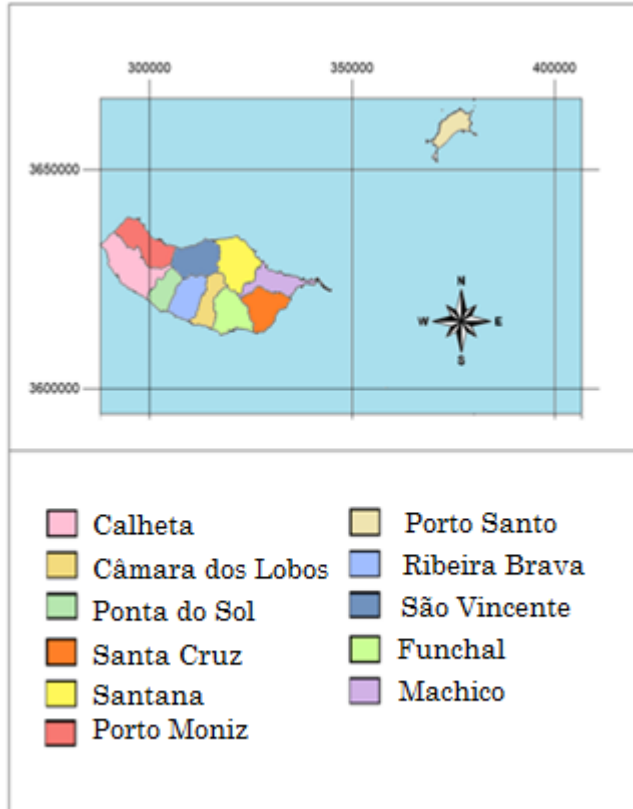 300000 350000 400000
3650000
N
W E
S
3600000
Calheta
Câmara dos Lobos
Ponta do Sol
Santa Cruz
Santana
Porto Moniz
Porto Santo
Ribeira Brava
São Vincente
Funchal
Machico